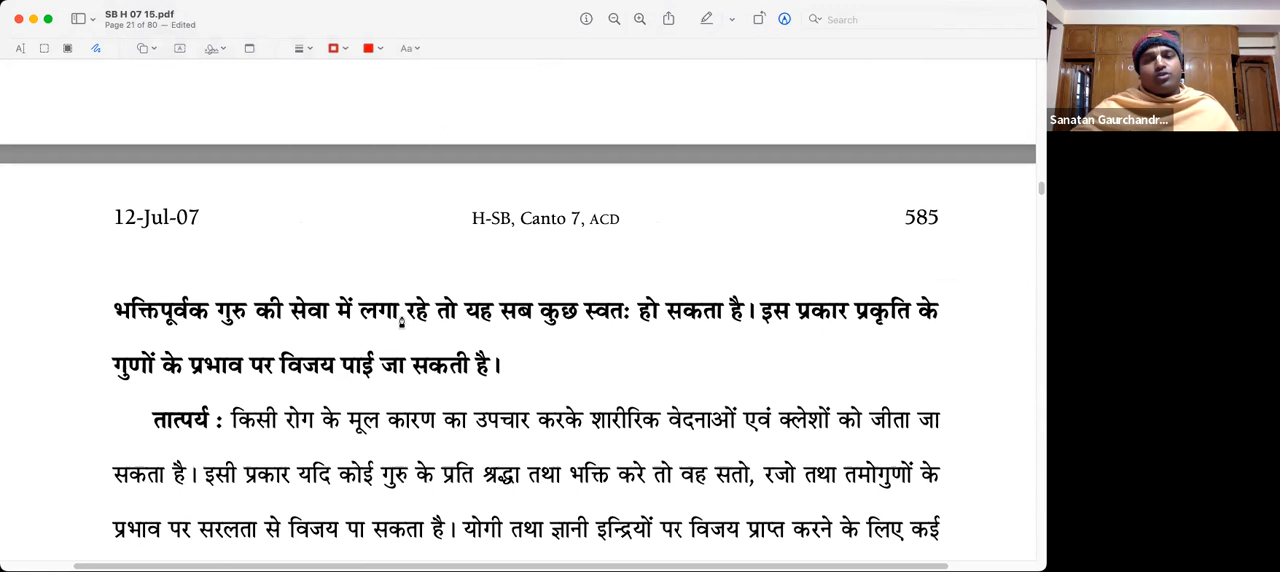 SB H 07 15.pdf
Page 21 of 80 — Edited
Search
Sanatan Gaurchandr...
12-Jul-07 H-SB, Canto 7, ACD 585
भक्तिपूर्वक गुरु की सेवा में लगा रहे तो यह सब कुछ स्वतः हो सकता है। इस प्रकार प्रकृति के
गुणों के प्रभाव पर विजय पाई जा सकती है।
तात्पर्य : किसी रोग के मूल कारण का उपचार करके शारीरिक वेदनाओं एवं क्लेशों को जीता जा
सकता है। इसी प्रकार यदि कोई गुरु के प्रति श्रद्धा तथा भक्ति करे तो वह सतो, रजो तथा तमोगुणों के
प्रभाव पर सरलता से विजय पा सकता है। योगी तथा ज्ञानी इन्द्रियों पर विजय प्राप्त करने के लिए कई